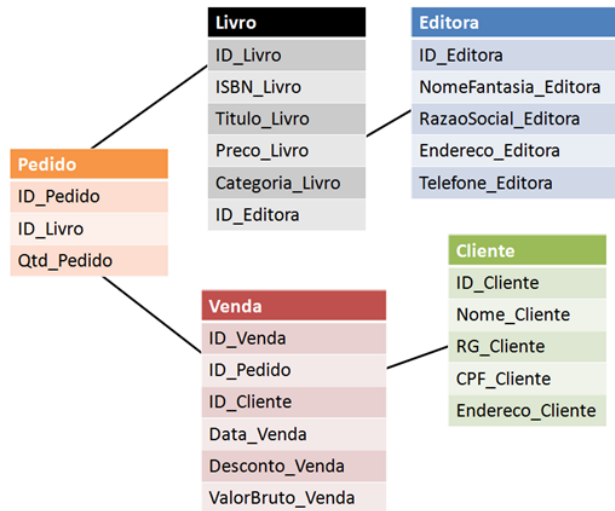 Livro
ID_Livro
ISBN_Livro
Titulo_Livro
Preco_Livro
Categoria_Livro
ID_Editora
Editora
ID_Editora
NomeFantasia_Editora
RazaoSocial_Editora
Endereco_Editora
Telefone_Editora
Pedido
ID_Pedido
ID_Livro
Qtd_Pedido
Cliente
ID_Cliente
Nome_Cliente
RG_Cliente
CPF_Cliente
Endereco_Cliente
Venda
ID_Venda
ID_Pedido
ID_Cliente
Data_Venda
Desconto_Venda
ValorBruto_Venda